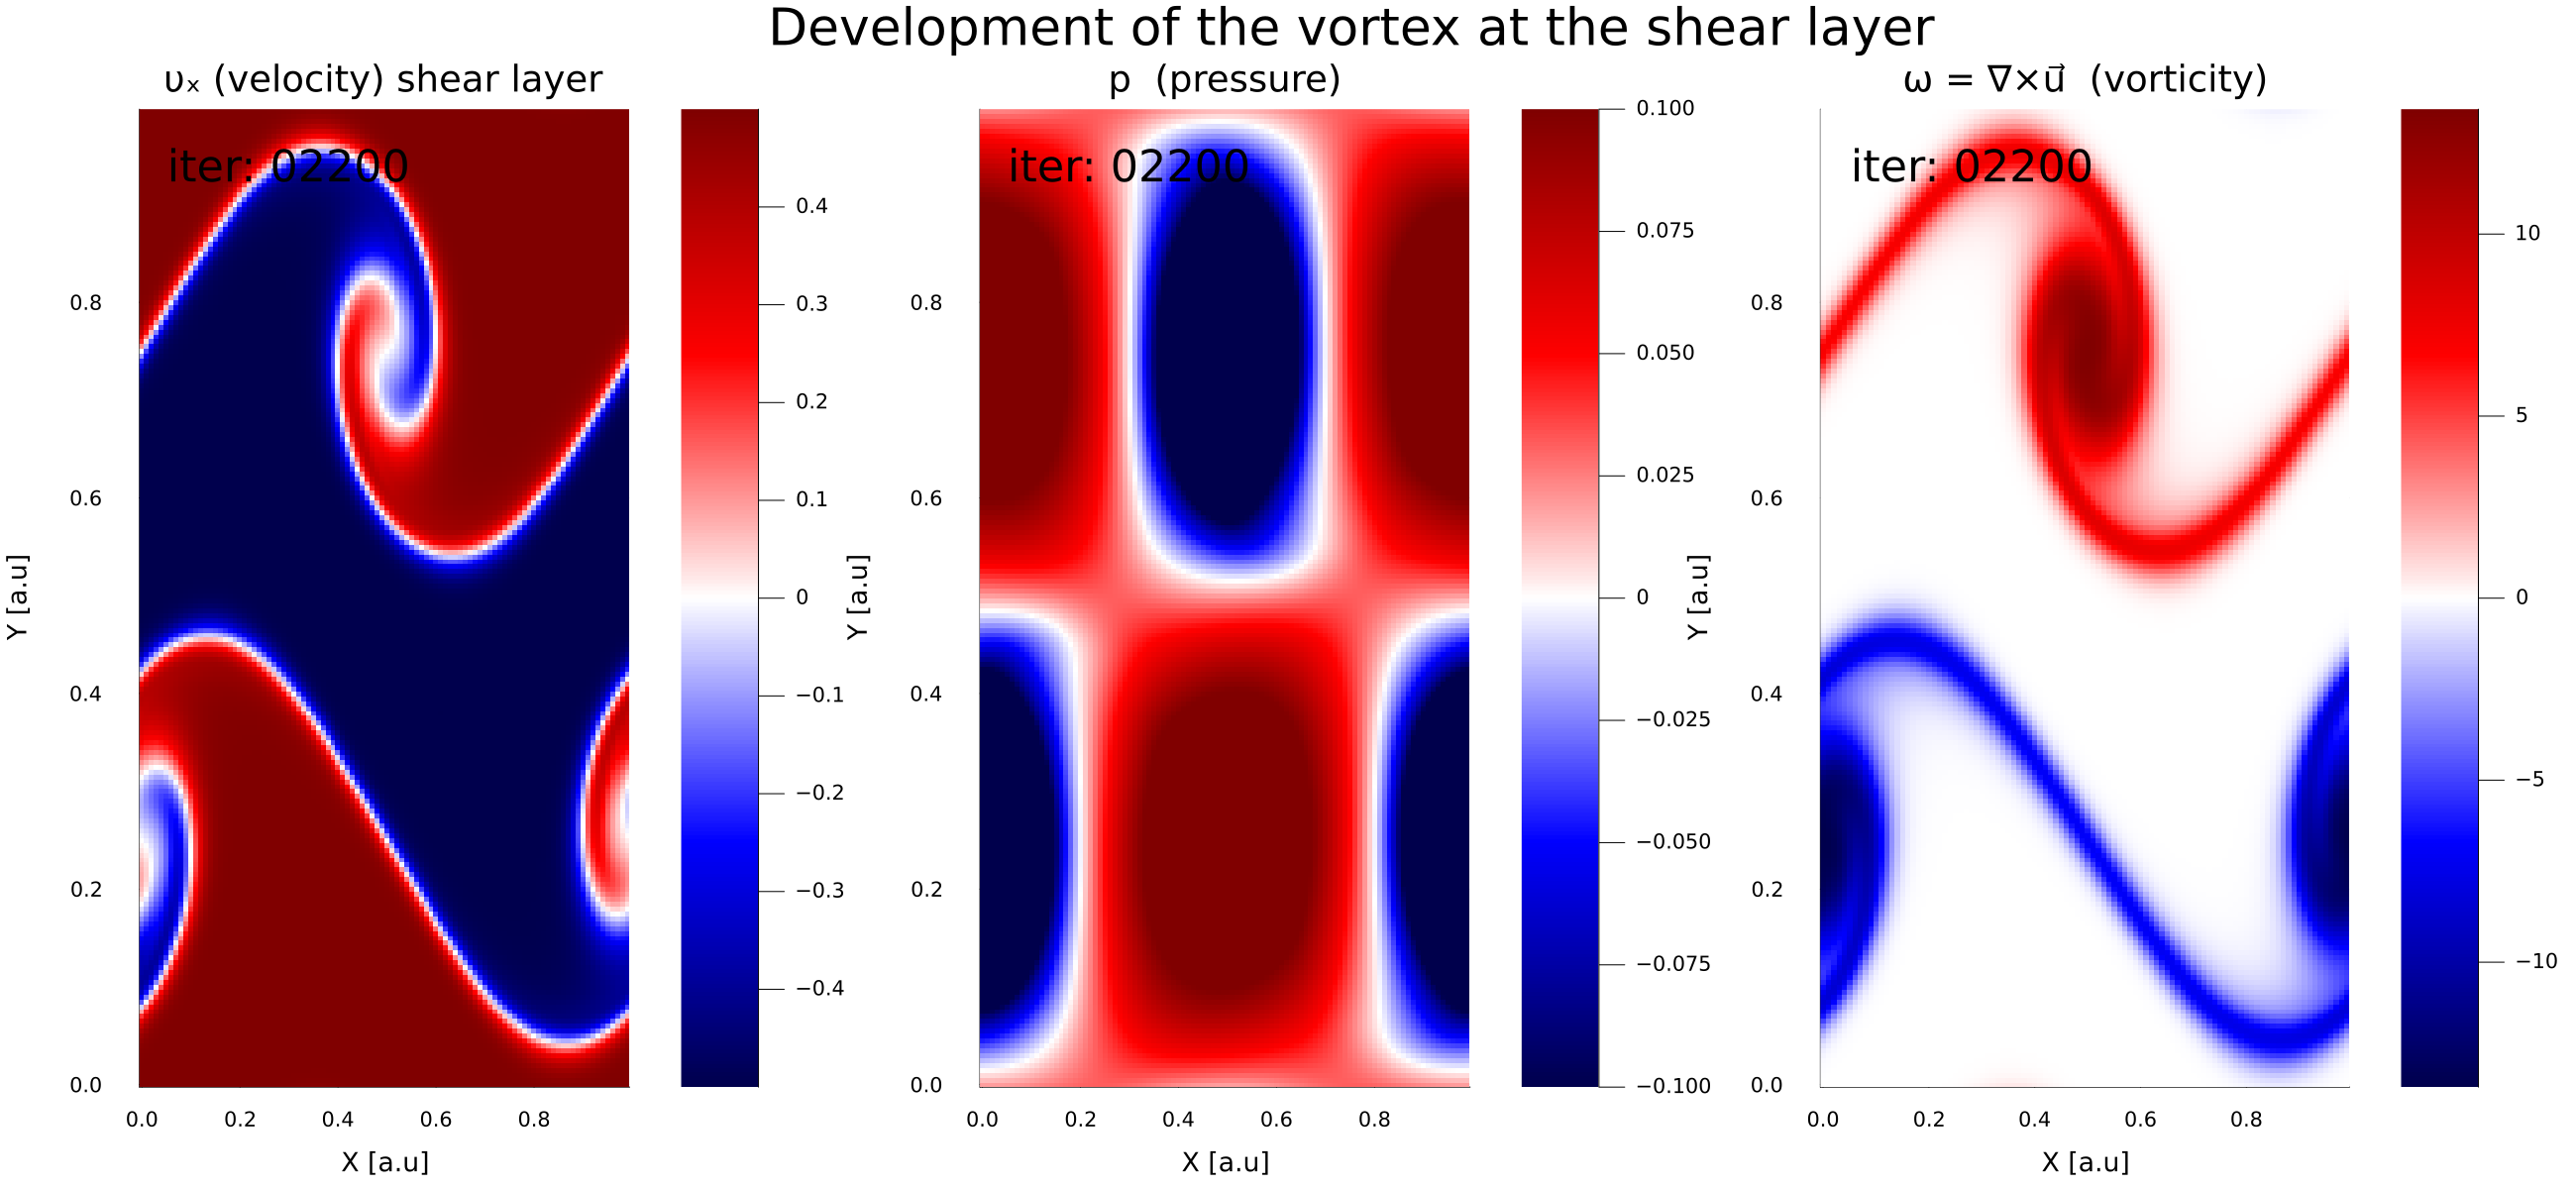 Development of the vortex at the shear layer
υₓ (velocity) shear layer
iter: 02200
0.8
0.6
0.4
0.2
0.0
Y [a.u]
0.0 0.2 0.4 0.6 0.8
X [a.u]
0.4
0.3
0.2
0.1
0
−0.1
−0.2
−0.3
−0.4
p (pressure)
iter: 02200
0.8
0.6
0.4
0.2
0.0
Y [a.u]
0.0 0.2 0.4 0.6 0.8
X [a.u]
0.100
0.075
0.050
0.025
0
−0.025
−0.050
−0.075
−0.100
ω = ∇×u⃗ (vorticity)
iter: 02200
0.8
0.6
0.4
0.2
0.0
Y [a.u]
0.0 0.2 0.4 0.6 0.8
X [a.u]
10
5
0
−5
−10